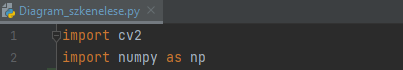 Diagram_szkenelese.py
1 import cv2
2 import numpy as np